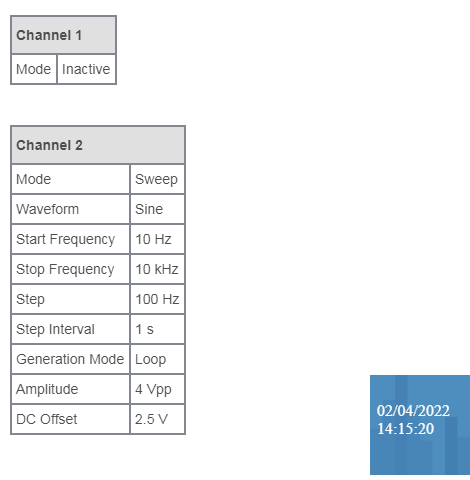 Channel 1
Mode Inactive
Channel 2
Mode Sweep
Waveform Sine
Start Frequency 10 Hz
Stop Frequency 10 kHz
Step 100 Hz
Step Interval 1 s
Generation Mode Loop
Amplitude 4 Vpp
DC Offset 2.5 V
02/04/2022
14:15:20